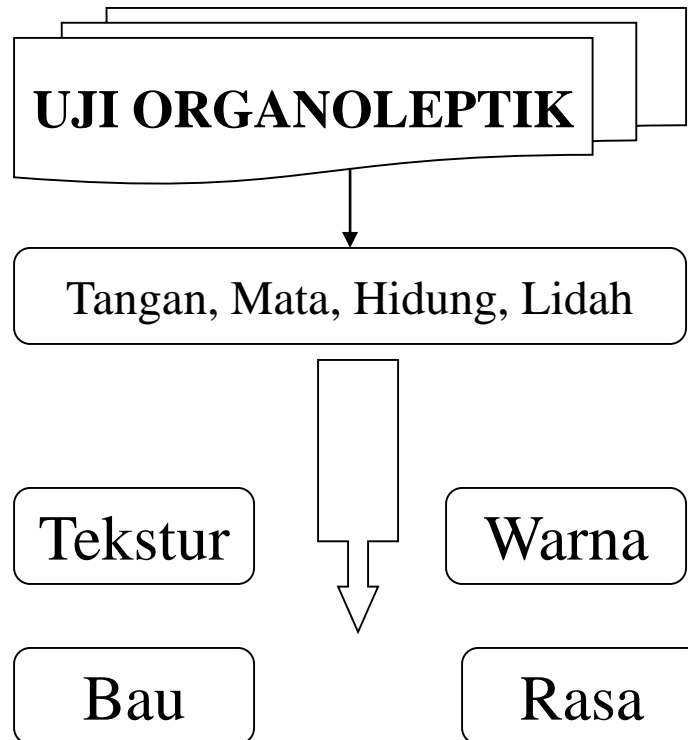 UJI ORGANOLEPTIK
Tangan, Mata, Hidung, Lidah
Tekstur
Warna
Bau
Rasa